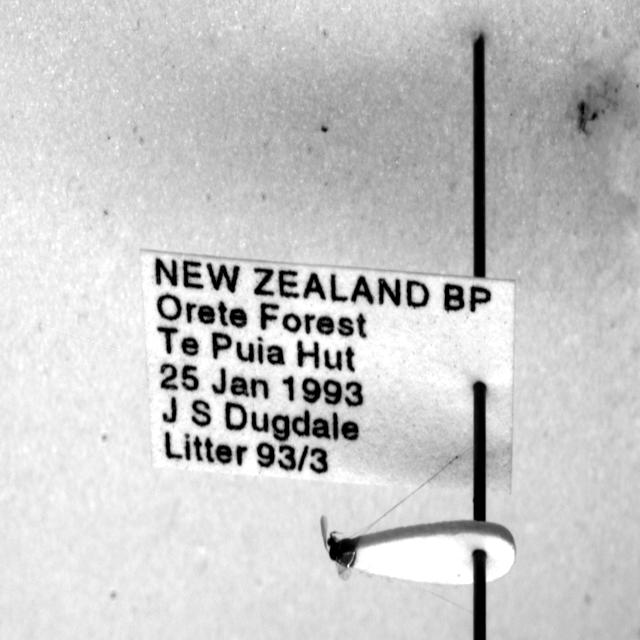 NEW ZEALAND BP
Orete Forest
Te Puia Hut
25 Jan 1993
J S Dugdale
Litter 93/3